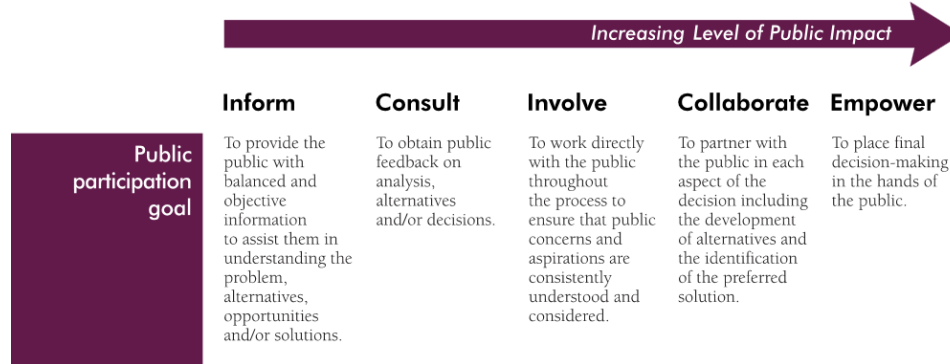 Increasing Level of Public Impact
Inform
Consult
Involve
Collaborate
Empower
Public
participation
goal
To provide the
public with
balanced and
objective
information
to assist them in
understanding the
problem,
alternatives,
opportunities
and/or solutions.
To obtain public
feedback on
analysis,
alternatives
and/or decisions.
To work directly
with the public
throughout
the process to
ensure that public
concerns and
aspirations are
consistently
understood and
considered.
To partner with
the public in each
aspect of the
decision including
the development
of alternatives and
the identification
of the preferred
solution.
To place final
decision-making
in the hands of
the public.